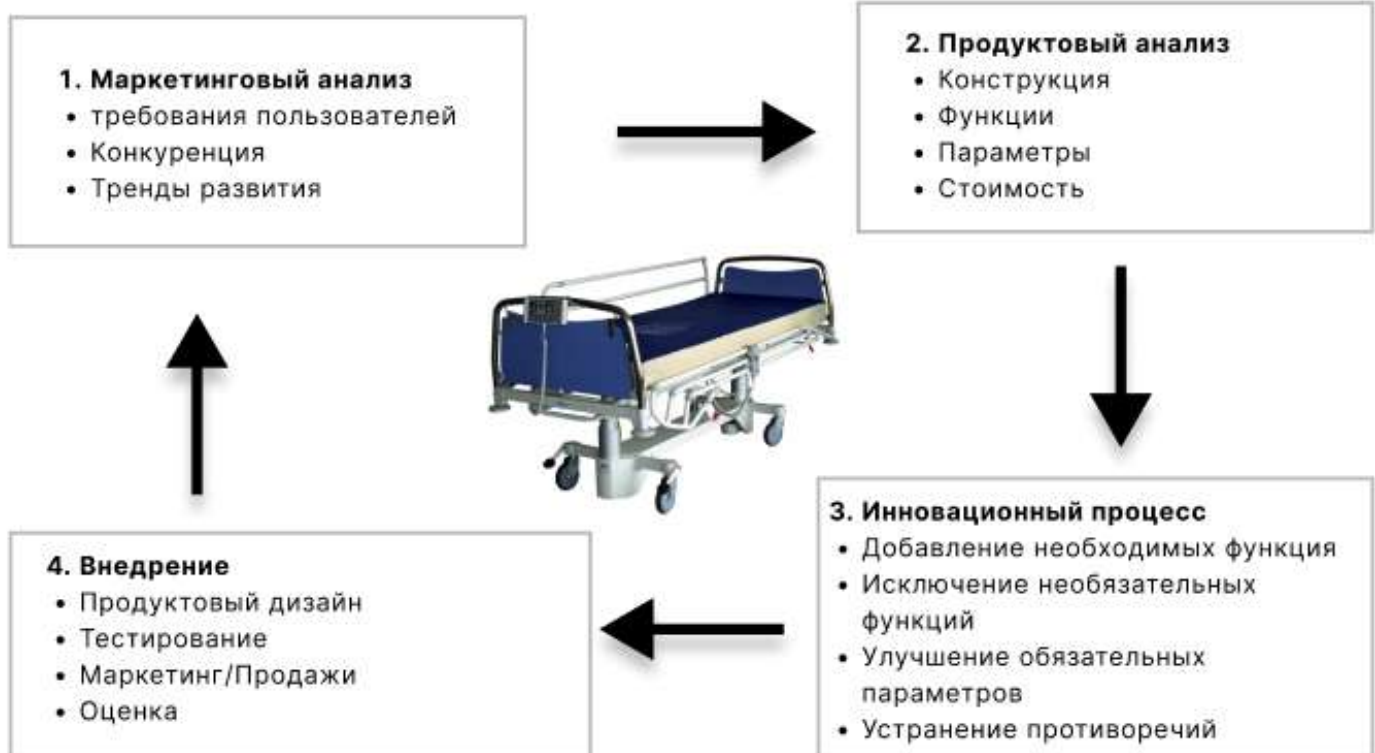 1. Маркетинговый анализ
• требования пользователей
• Конкуренция
• Тренды развития
2. Продуктовый анализ
• Конструкция
• Функции
• Параметры
• Стоимость
3. Инновационный процесс
• Добавление необходимых функция
• Исключение необязательных
функций
• Улучшение обязательных
параметров
• Устранение противоречий
4. Внедрение
• Продуктовый дизайн
• Тестирование
• Маркетинг/Продажи
• Оценка